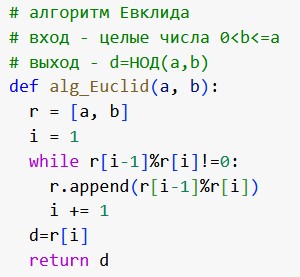 # алгоритм Евклида
# вход - целые числа 0<b<=a
# выход - d=НОД(a,b)
def alg_Euclid(a, b):
  r = [a, b]
  i = 1
  while r[i-1]%r[i]!=0:
    r.append(r[i-1]%r[i])
    i += 1
  d=r[i]
  return d